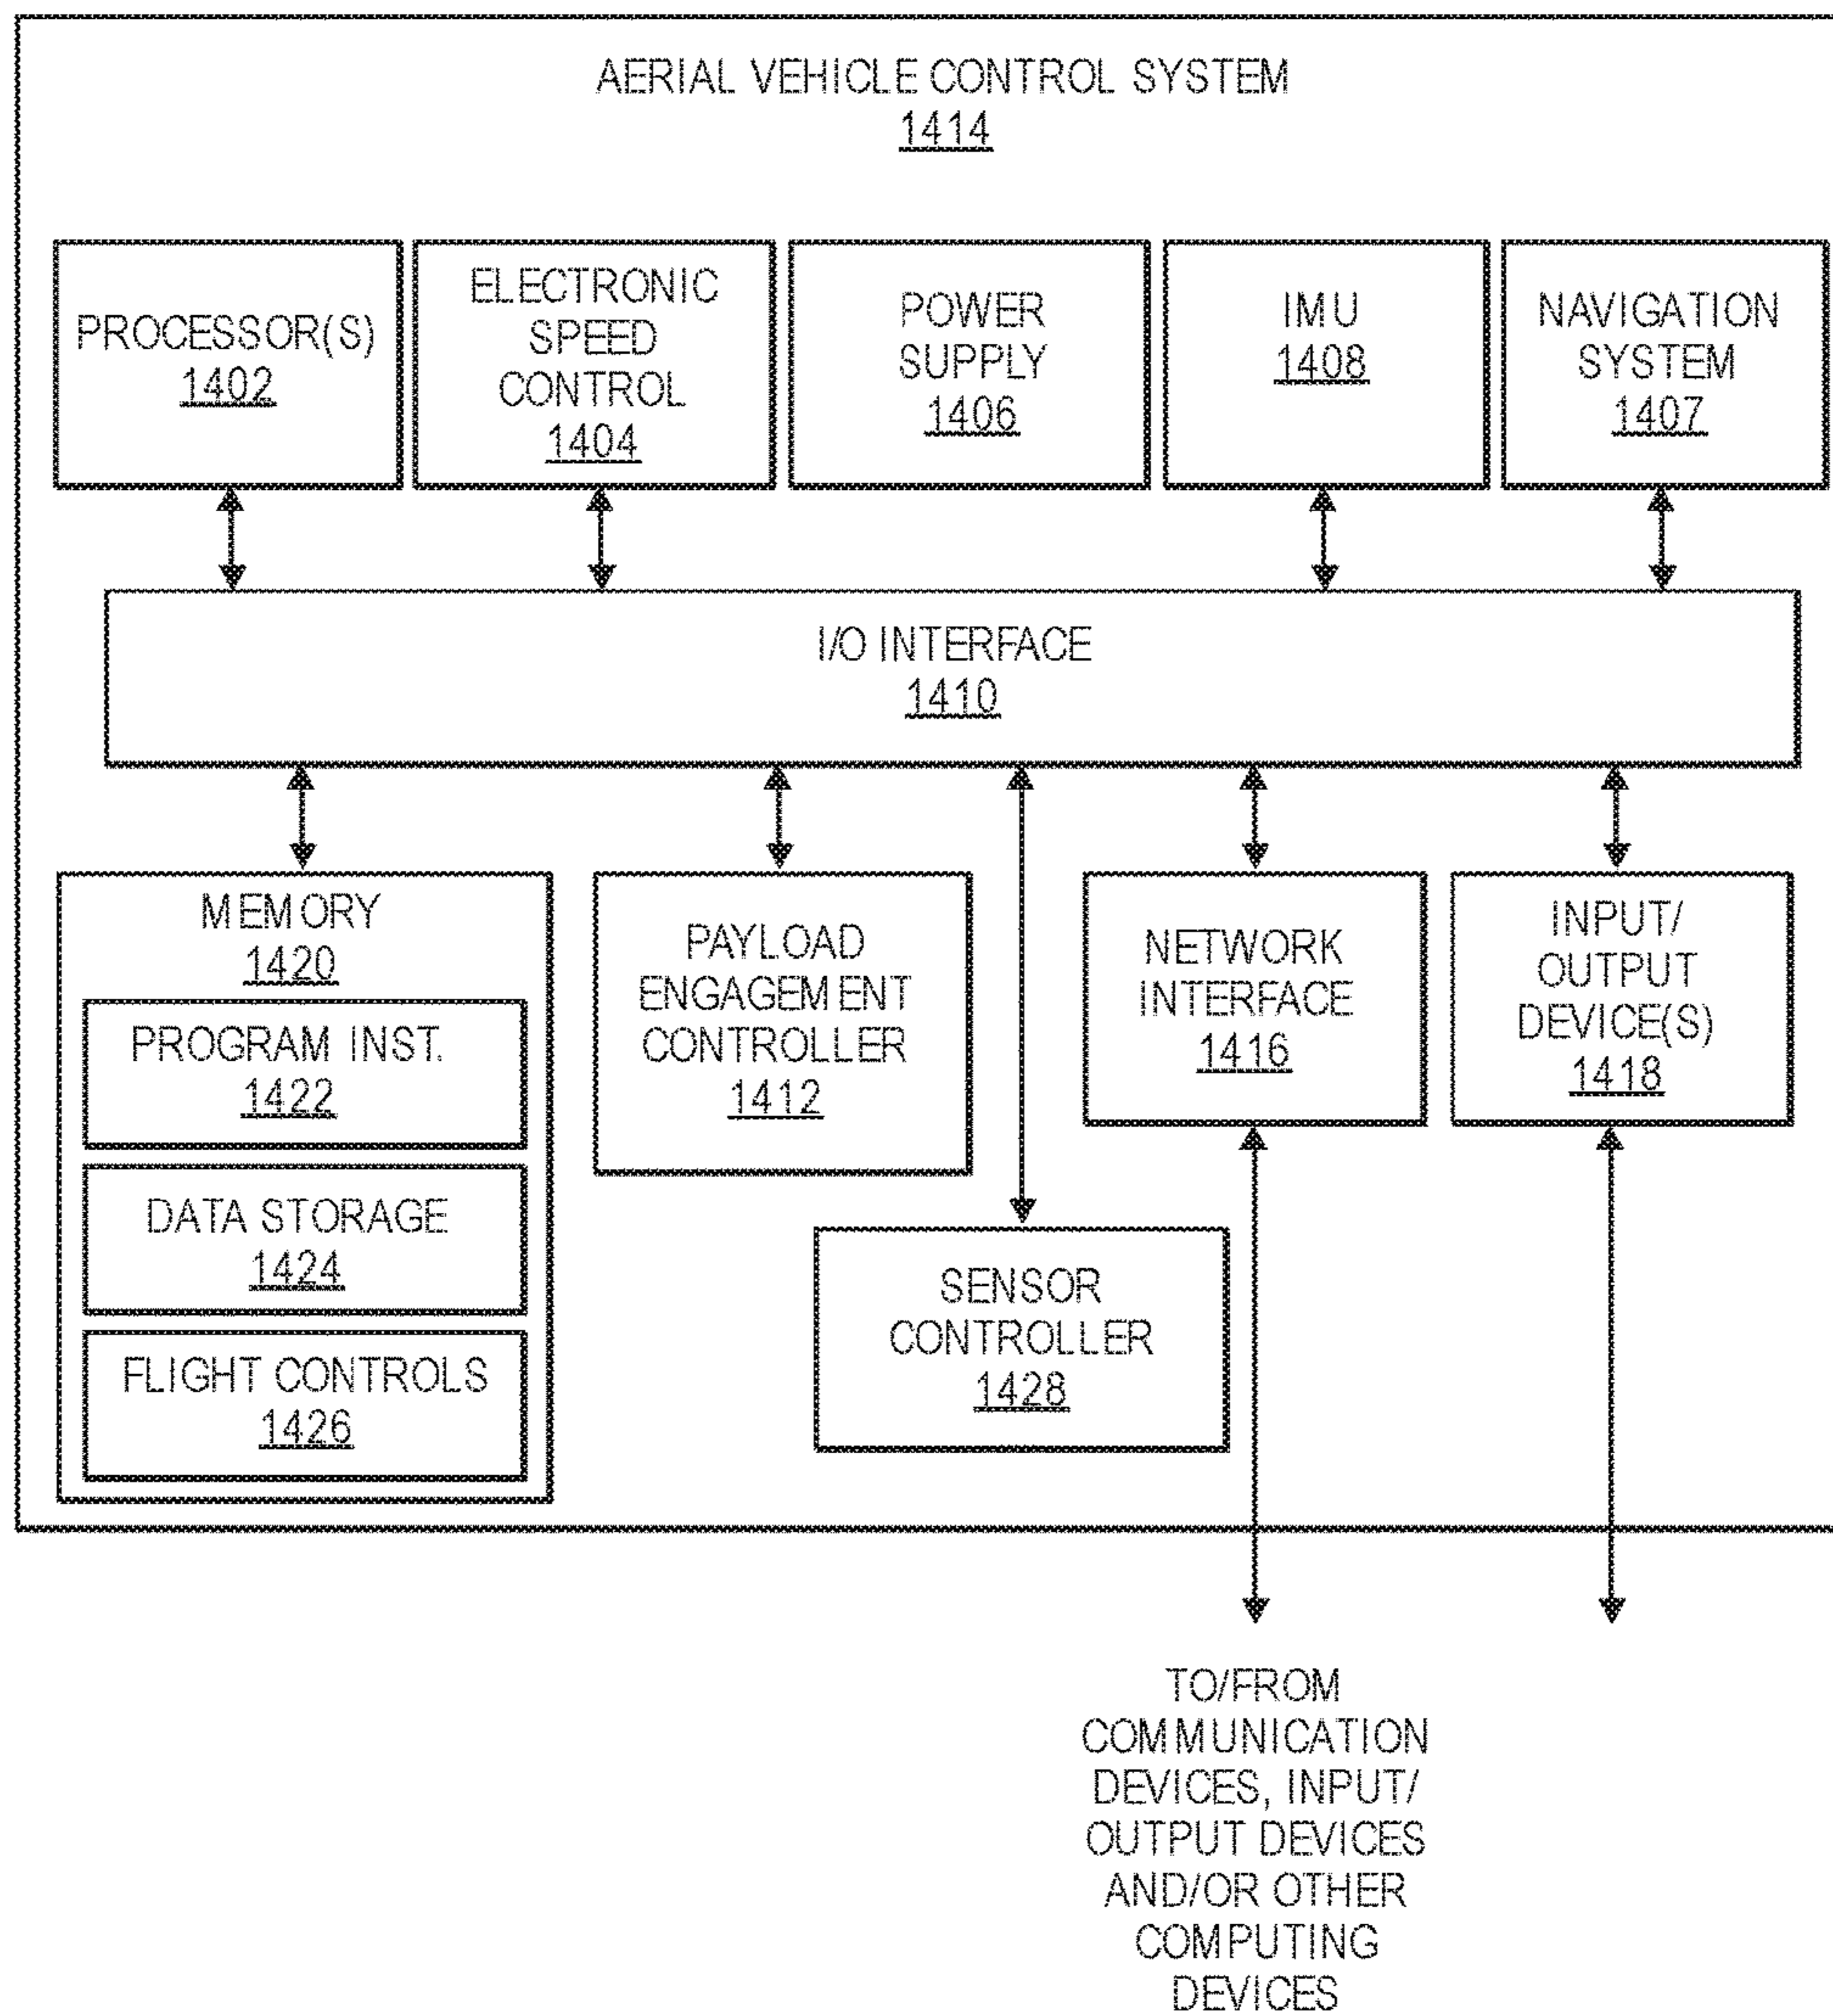 AERIAL VEHICLE CONTROL SYSTEM
1414
PROCESSOR(S)
1402
ELECTRONIC
SPEED
CONTROL
1404
POWER
SUPPLY
1406
IMU
1408
NAVIGATION
SYSTEM
1407
I/O INTERFACE
1410
MEMORY
1420
PROGRAM INST.
1422
DATA STORAGE
1424
FLIGHT CONTROLS
1426
PAYLOAD
ENGAGEMENT
CONTROLLER
1412
SENSOR
CONTROLLER
1428
NETWORK
INTERFACE
1416
INPUT/
OUTPUT
DEVICE(S)
1418
TO/FROM
COMMUNICATION
DEVICES, INPUT/
OUTPUT DEVICES
AND/OR OTHER
COMPUTING
DEVICES